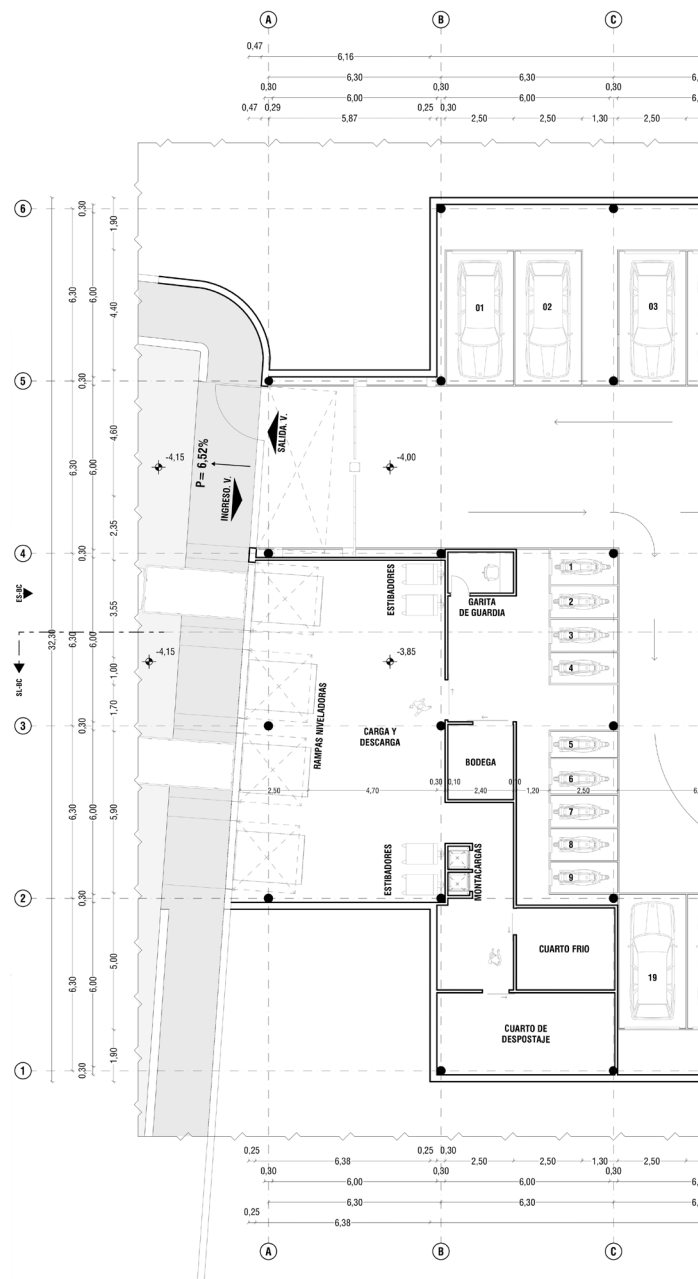 A B C
0,47
6,16
6,30 6,30 6,
0,30 0,30 0,30
6,00 6,00 6,
0,47 0,29 0,25 0,30
5,87 2,50 2,50 1,30 2,50
6
0,30
1,90
6,30 6,00
4,40
01 02 03
5
0,30
SALIDA. V.
4,60
-4,15
P= 6,52%
-4,00
6,30 6,00
INGRESO. V.
2,35
4
0,30
1
ESTIBADORES
ES-BC
GARITA
DE GUARDIA
2
3,55
3
32,30
6,30 6,00
SL-BC
-4,15
-3,85
4
1,00
RAMPAS NIVELADORAS
1,70
3
0,30
CARGA Y
DESCARGA
5
BODEGA
6
2,50 4,70 0,30 0,10 2,40 0,10 1,20 2,50 6,
6,30 6,00
5,90
7
ESTIBADORES
MONTACARGAS
8
9
2
0,30
CUARTO FRIO
5,00
19
6,30 6,00
CUARTO DE
DESPOSTAJE
1,90
1
0,30
0,25 0,25 0,30
6,38 2,50 2,50 1,30 2,50
0,30 0,30 0,30
6,00 6,00 6,
6,30 6,30 6,
0,25
6,38
A B C